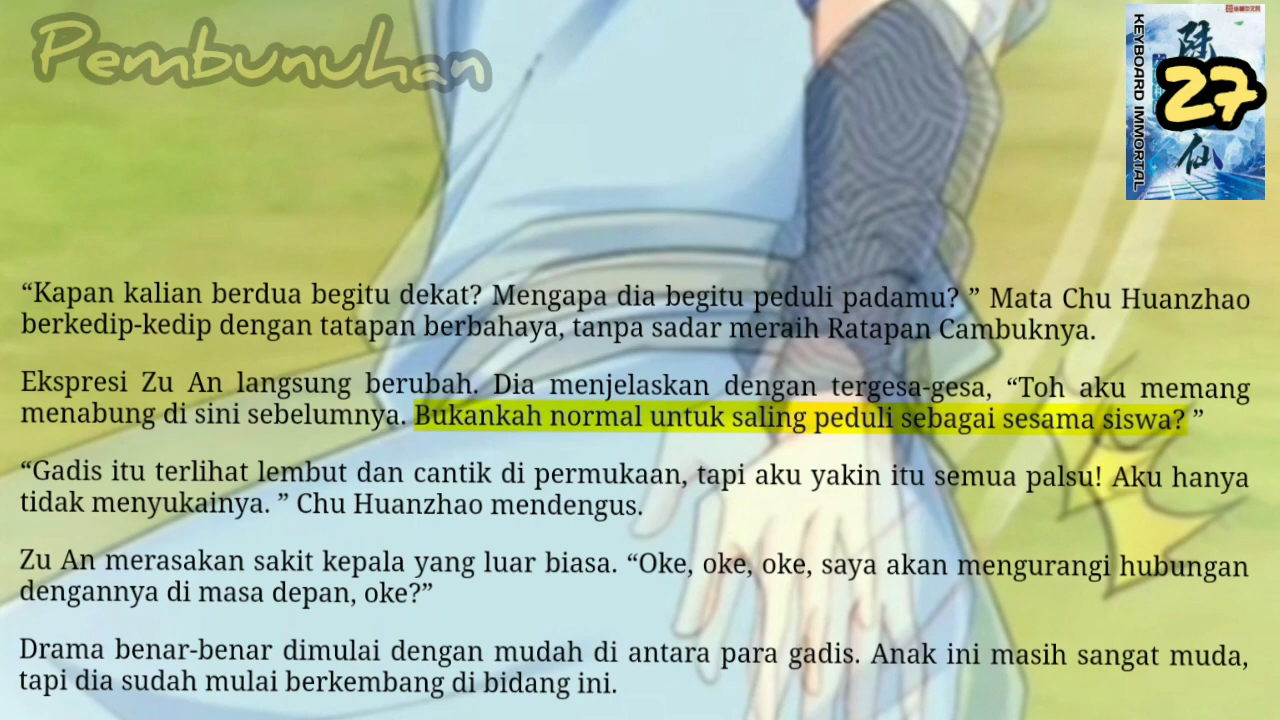 Pembunuhan
KEYBOARD IMMORTAL
陆
27
仙
“Kapan kalian berdua begitu dekat? Mengapa dia begitu peduli padamu? ” Mata Chu Huanzhao
berkedip-kedip dengan tatapan berbahaya, tanpa sadar meraih Ratapan Cambuknya.
Ekspresi Zu An langsung berubah. Dia menjelaskan dengan tergesa-gesa, “Toh aku memang
menabung di sini sebelumnya. Bukankah normal untuk saling peduli sebagai sesama siswa? ”
“Gadis itu terlihat lembut dan cantik di permukaan, tapi aku yakin itu semua palsu! Aku hanya
tidak menyukainya. ” Chu Huanzhao mendengus.
Zu An merasakan sakit kepala yang luar biasa. “Oke, oke, oke, saya akan mengurangi hubungan
dengannya di masa depan, oke?”
Drama benar-benar dimulai dengan mudah di antara para gadis. Anak ini masih sangat muda,
tapi dia sudah mulai berkembang di bidang ini.